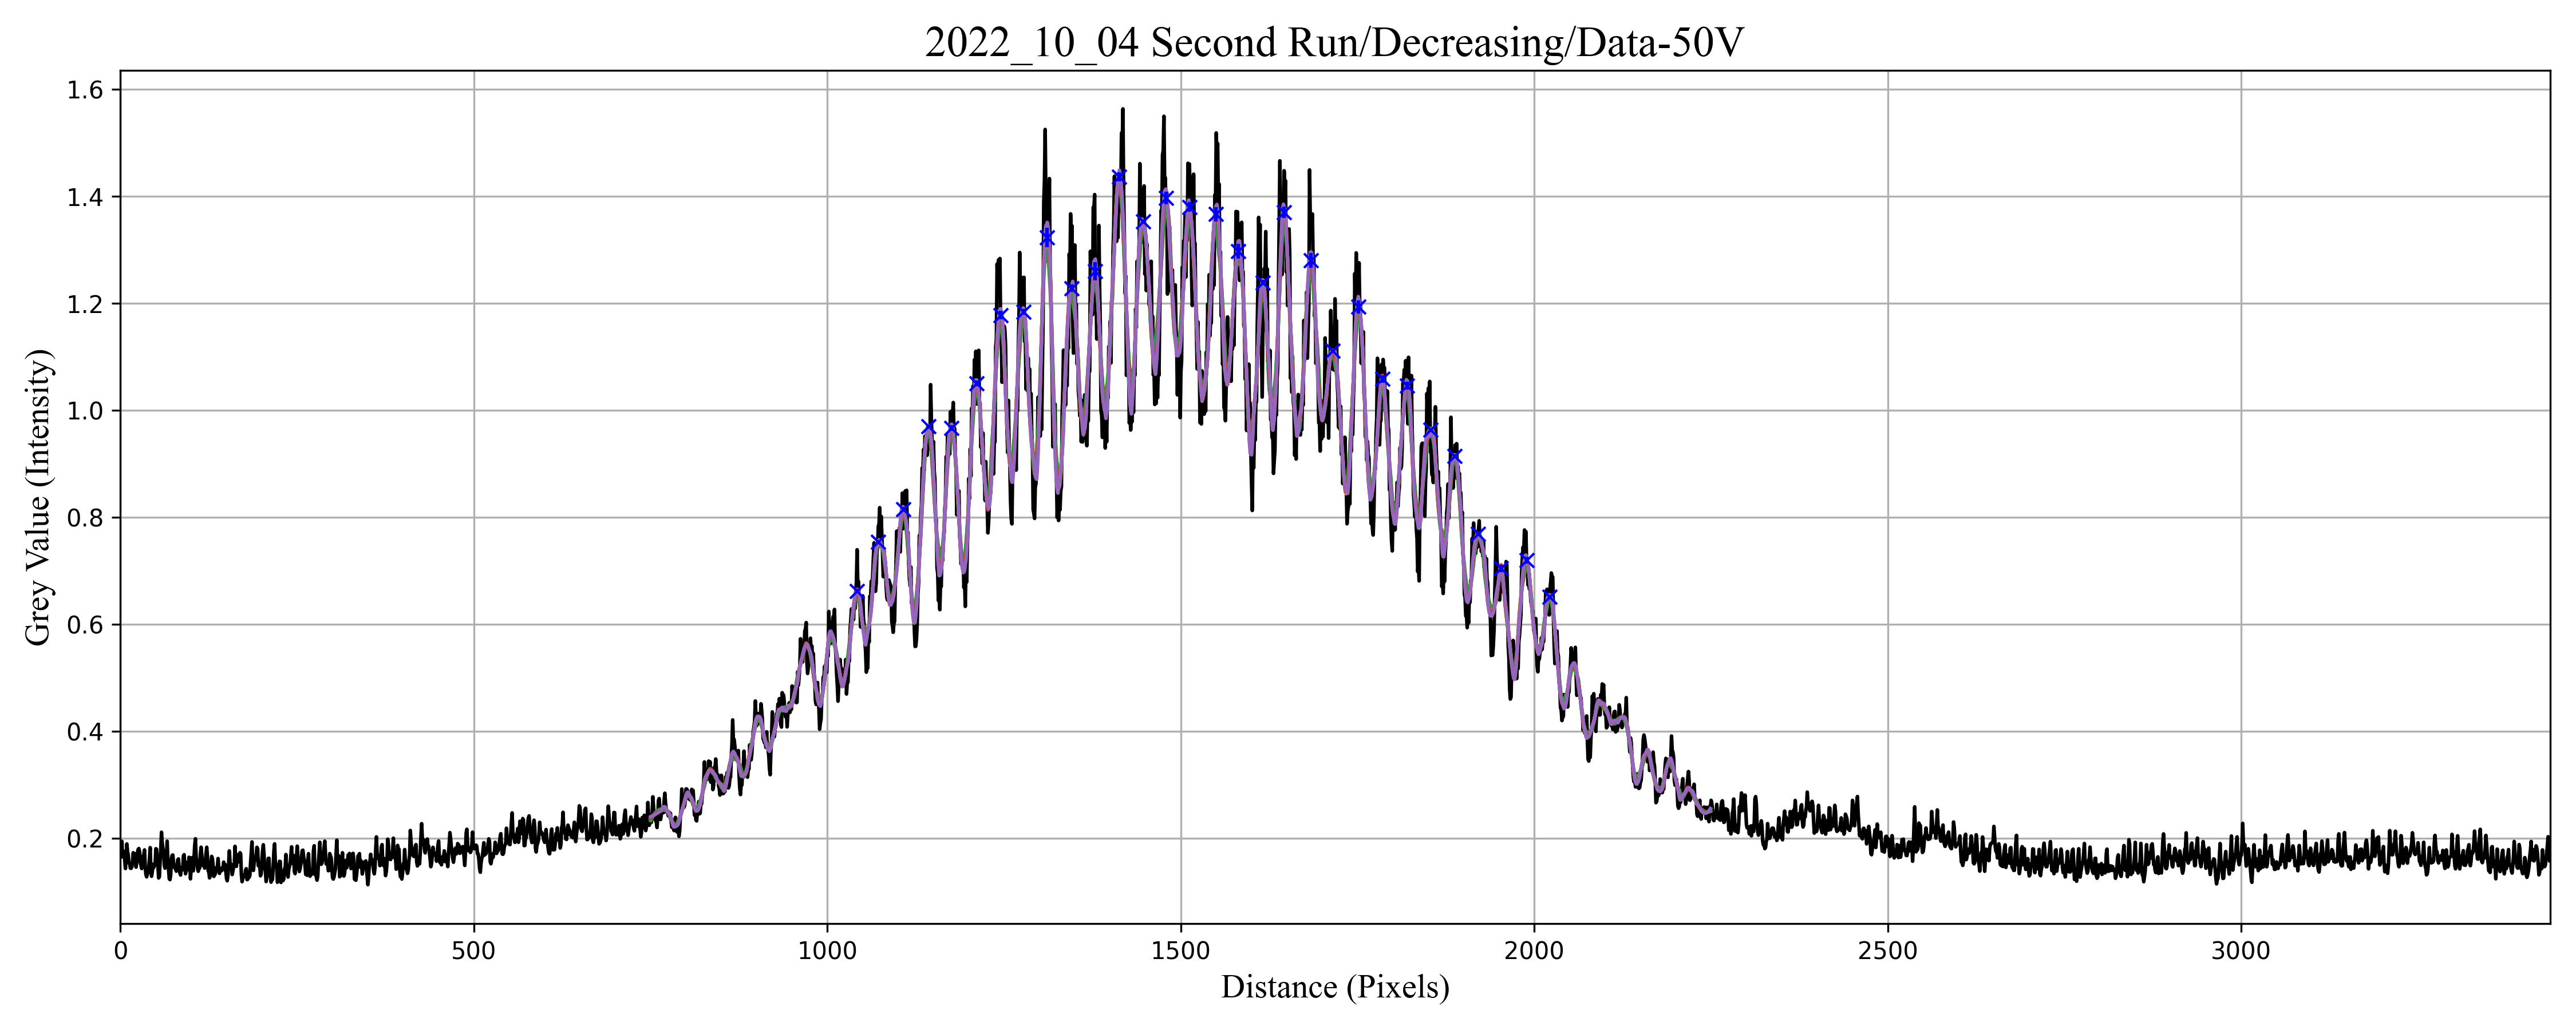 2022_10_04 Second Run/Decreasing/Data-50V
Grey Value (Intensity)
1.6
1.4
1.2
1.0
0.8
0.6
0.4
0.2
0 500 1000 1500 2000 2500 3000
Distance (Pixels)